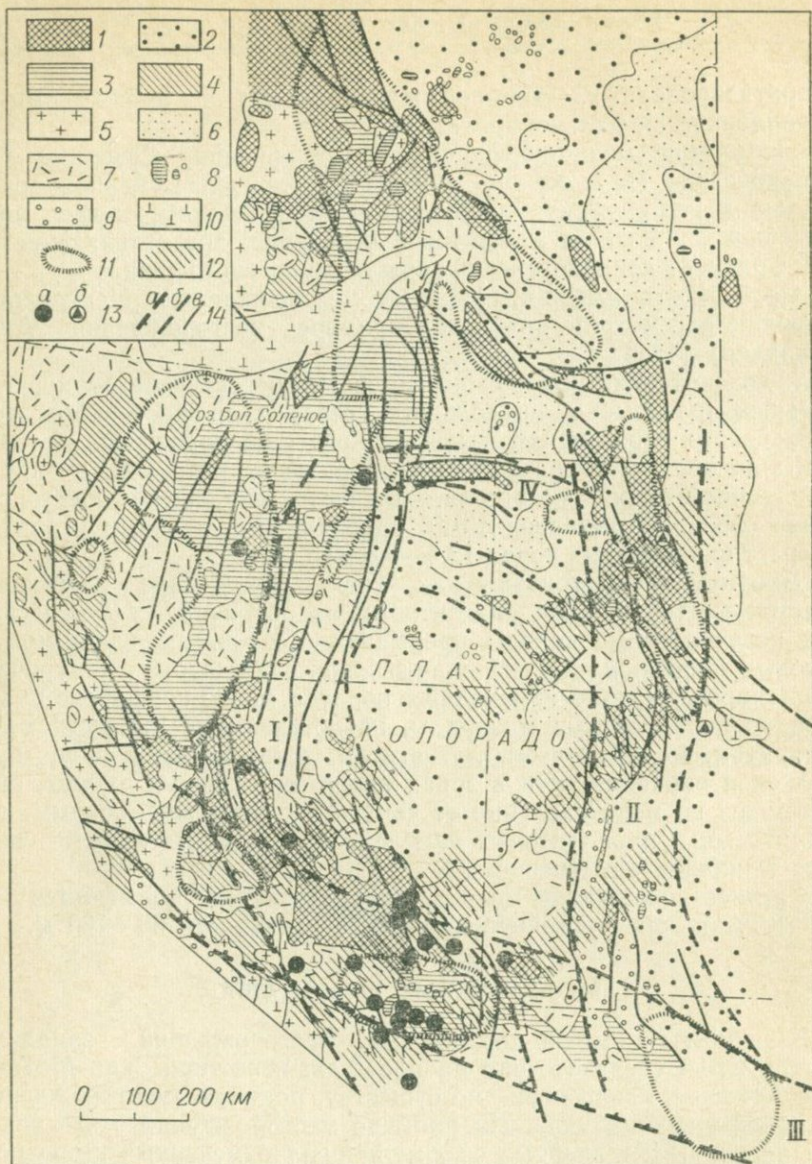 1 2
3 4
5 6
7 8
9 10
11 12
а б 13 а б в 14
оз Бол Соленое
IV
ПЛАТО
I КОЛОРАДО
II
0 100 200 км
III